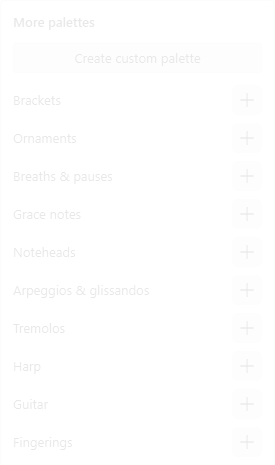 More palettes
Create custom palette
Brackets
Ornaments
Breaths & pauses
Grace notes
Noteheads
Arpeggios & glissandos
Tremolos
Harp
Guitar
Fingerings